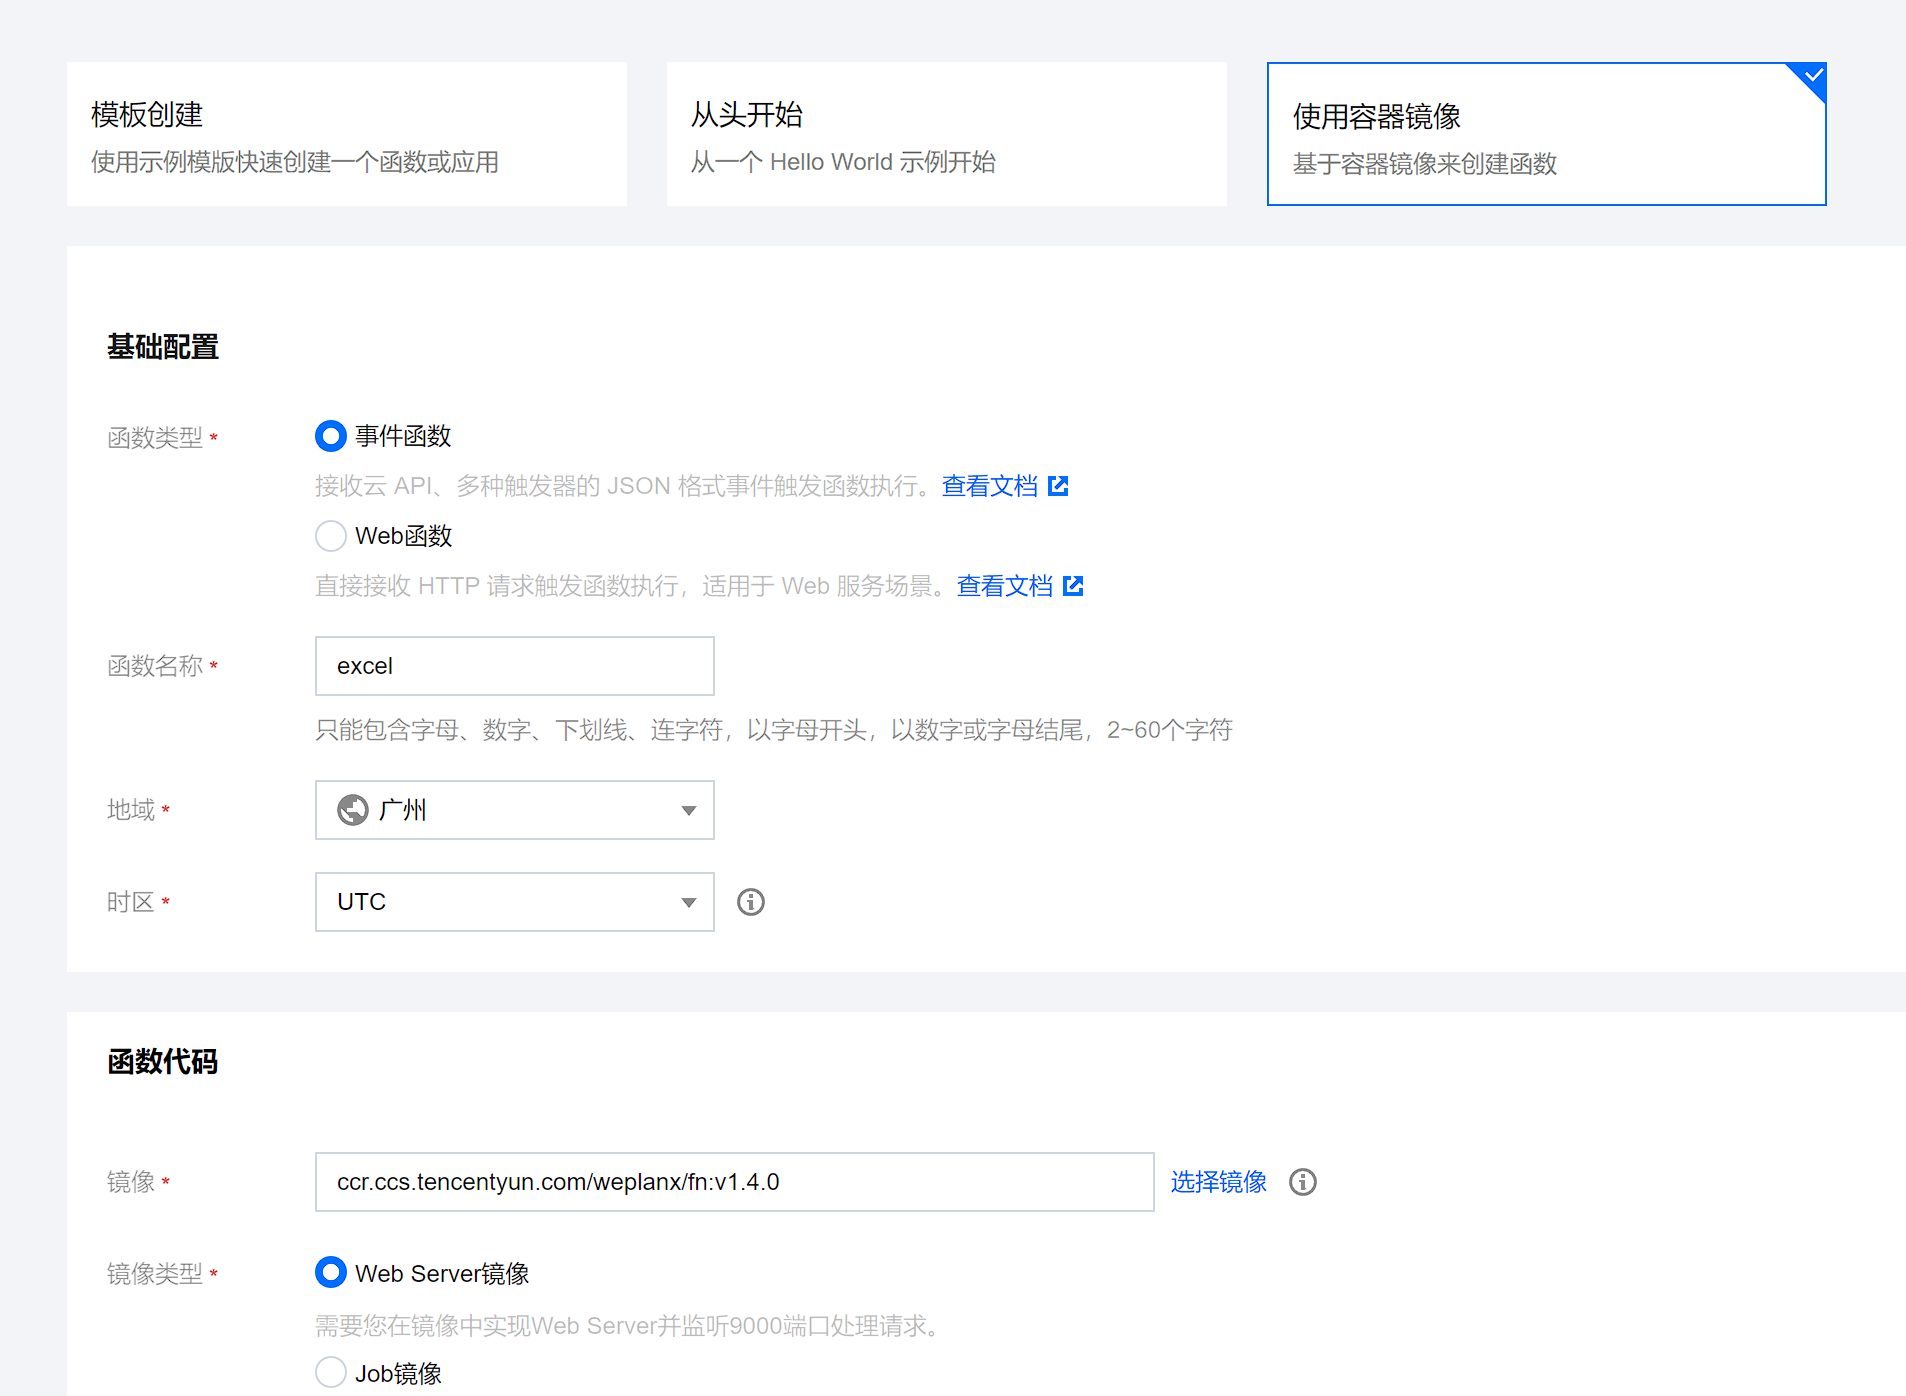 模板创建
使用示例模版快速创建一个函数或应用
从头开始
从一个 Hello World 示例开始
使用容器镜像
基于容器镜像来创建函数
基础配置
函数类型 *
事件函数
接收云 API、多种触发器的 JSON 格式事件触发函数执行。查看文档
Web函数
直接接收 HTTP 请求触发函数执行，适用于 Web 服务场景。查看文档
函数名称 *
excel
只能包含字母、数字、下划线、连字符，以字母开头，以数字或字母结尾，2~60个字符
地域 *
广州
时区 *
UTC
函数代码
镜像 *
ccr.ccs.tencentyun.com/weplanx/fn:v1.4.0
选择镜像
镜像类型 *
Web Server镜像
需要您在镜像中实现Web Server并监听9000端口处理请求。
Job镜像